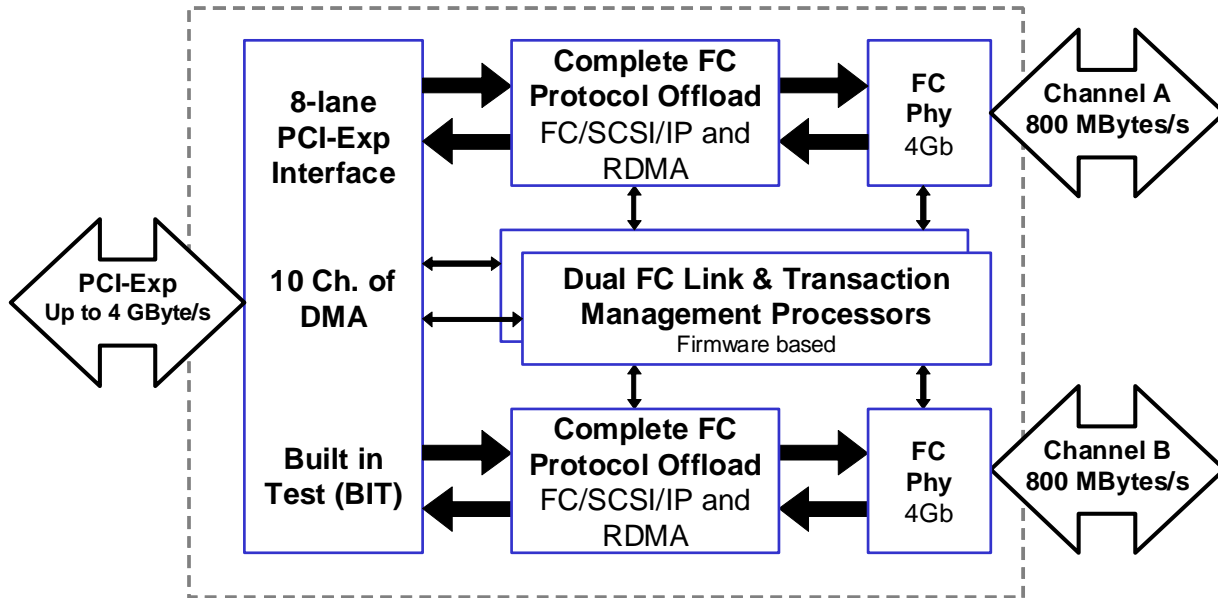 Complete FC
Protocol Offload
FC/SCSI/IP and
RDMA
FC
Phy
4Gb
Channel A
800 MBytes/s
8-lane
PCI-Exp
Interface
PCI-Exp
Up to 4 GByte/s
10 Ch. of
DMA
Dual FC Link & Transaction
Management Processors
Firmware based
Built in
Test (BIT)
Complete FC
Protocol Offload
FC/SCSI/IP and
RDMA
FC
Phy
4Gb
Channel B
800 MBytes/s